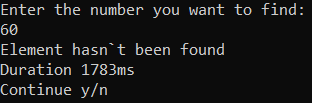 Enter the number you want to find:
60
Element hasn`t been found
Duration 1783ms
Continue y/n